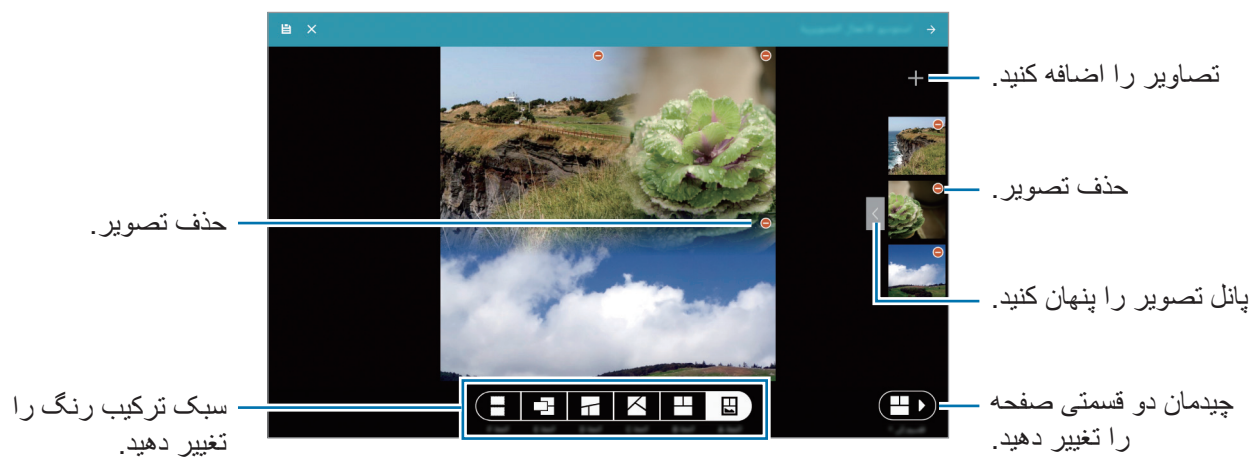 تصاویر را اضافه کنید.
حذف تصویر.
پانل تصویر را پنهان کنید.
چیدمان دو قسمتی صفحه
را تغییر دهید.
حذف تصویر.
سبک ترکیب رنگ را
تغییر دهید.